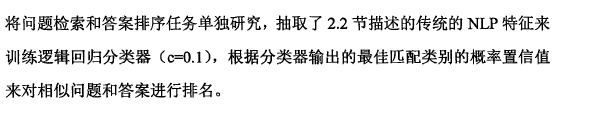 将问题检索和答案排序任务单独研究，抽取了 2.2 节描述的传统的 NLP 特征来
训练逻辑回归分类器（c=0.1），根据分类器输出的最佳匹配类别的概率置信值
来对相似问题和答案进行排名。